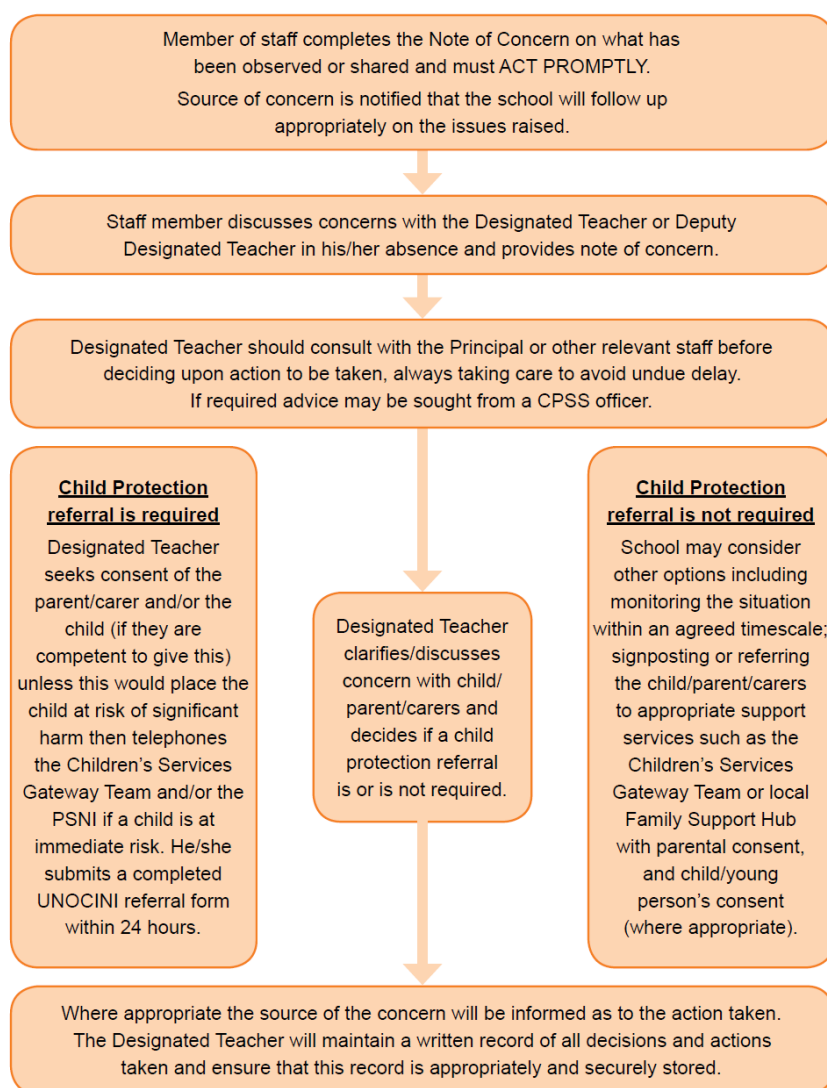 Member of staff completes the Note of Concern on what has
been observed or shared and must ACT PROMPTLY.
Source of concern is notified that the school will follow up
appropriately on the issues raised.
Staff member discusses concerns with the Designated Teacher or Deputy
Designated Teacher in his/her absence and provides note of concern.
Designated Teacher should consult with the Principal or other relevant staff before
deciding upon action to be taken, always taking care to avoid undue delay.
If required advice may be sought from a CPSS officer.
Child Protection
referral is required
Designated Teacher
seeks consent of the
parent/carer and/or the
child (if they are
competent to give this)
unless this would place the
child at risk of significant
harm then telephones
the Children’s Services
Gateway Team and/or the
PSNI if a child is at
immediate risk. He/she
submits a completed
UNOCINI referral form
within 24 hours.
Designated Teacher
clarifies/discusses
concern with child/
parent/carers and
decides if a child
protection referral
is or is not required.
Child Protection
referral is not required
School may consider
other options including
monitoring the situation
within an agreed timescale;
signposting or referring
the child/parent/carers
to appropriate support
services such as the
Children’s Services
Gateway Team or local
Family Support Hub
with parental consent,
and child/young
person’s consent
(where appropriate).
Where appropriate the source of the concern will be informed as to the action taken.
The Designated Teacher will maintain a written record of all decisions and actions
taken and ensure that this record is appropriately and securely stored.